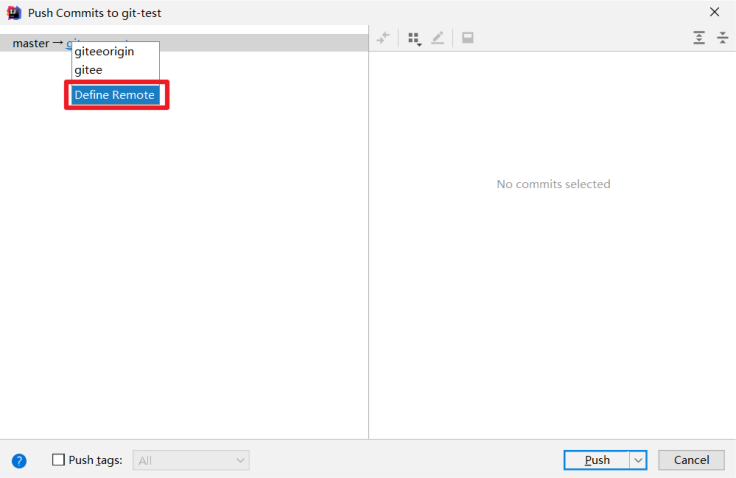 Push Commits to git-test
master →
giteeorigin
gitee
Define Remote
No commits selected
?
Push tags:
All
Push
Cancel